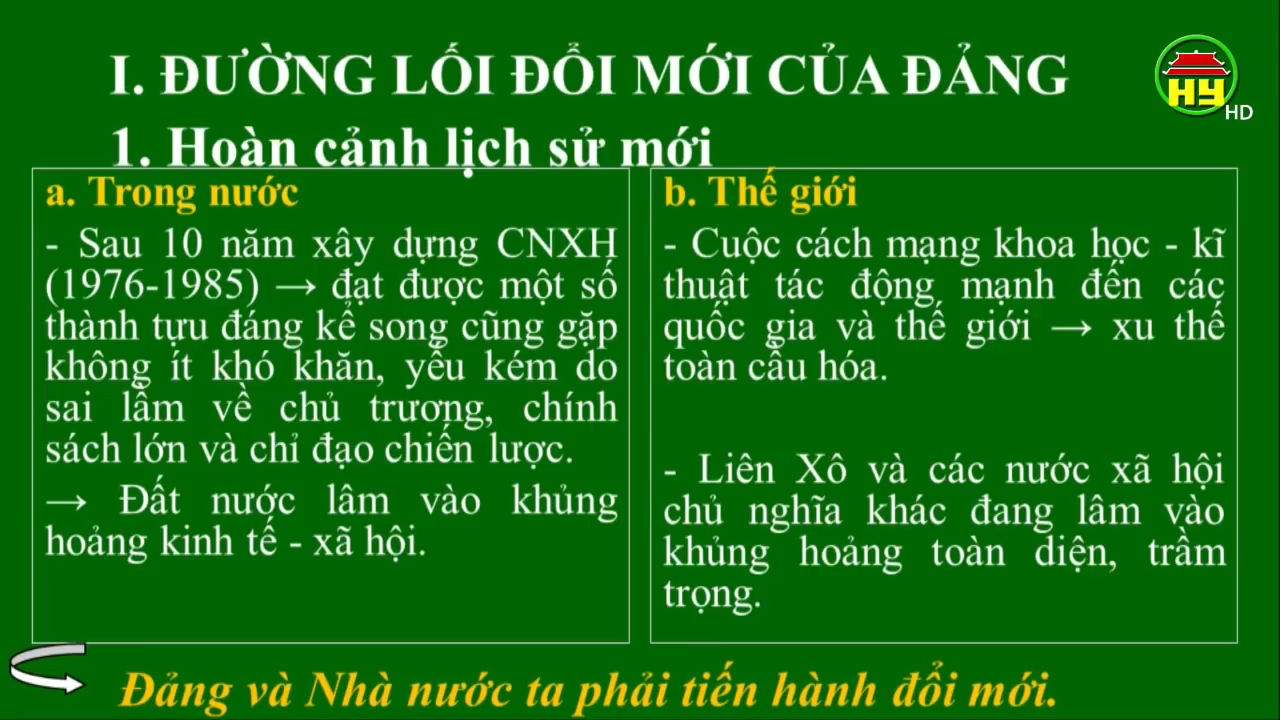 I. ĐƯỜNG LỐI ĐỔI MỚI CỦA ĐẢNG
HY
HD
1. Hoàn cảnh lịch sử mới
a. Trong nước
- Sau 10 năm xây dựng CNXH
(1976-1985) → đạt được một số
thành tựu đáng kể song cũng gặp
không ít khó khăn, yếu kém do
sai lầm về chủ trương, chính
sách lớn và chỉ đạo chiến lược.
→ Đất nước lâm vào khủng
hoảng kinh tế - xã hội.
b. Thế giới
- Cuộc cách mạng khoa học - kĩ
thuật tác động mạnh đến các
quốc gia và thế giới → xu thế
toàn cầu hóa.
- Liên Xô và các nước xã hội
chủ nghĩa khác đang lâm vào
khủng hoảng toàn diện, trầm
trọng.
Đảng và Nhà nước ta phải tiến hành đổi mới.